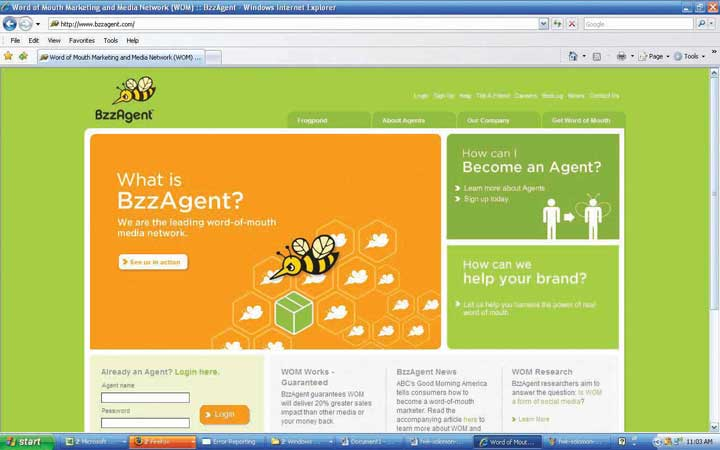 Word of Mouth Marketing and Media Network (WOM) :: BzzAgent - Windows Internet Explorer
http://www.bzzagent.com/
Google
File Edit View Favorites Tools Help
Word of Mouth Marketing and Media Network (WOM) ...
Page Tools
BzzAgent
Login Sign Up Help Tell A Friend Careers BeeLog News Contact Us
Frogpond About Agents Our Company Get Word of Mouth
What is
BzzAgent?
We are the leading word-of-mouth
media network.
See us in action
How can I
Become an Agent?
Learn more about Agents.
Sign up today.
How can we
help your brand?
Let us help you harness the power of real
word of mouth
Already an Agent? Login here.
Agent name
Password
Login
WOM Works -
Guaranteed
BzzAgent guarantees WOM
will deliver 20% greater sales
impact than other media or
your money back.
BzzAgent News
ABC's Good Morning America
tells consumers how to
become a word-of-mouth
marketer. Read the
accompanying article here to
learn more about WOM and
WOM Research
BzzAgent researchers aim to
answer the question: Is WOM
a form of social media?
Learn More
start
2 Microsoft ...
2 Firefox
Error Reporting
2 Windows ...
Document1 - ...
fwk-solomon-...
Word of Mout...
fwk-solomon-...
11:03 AM